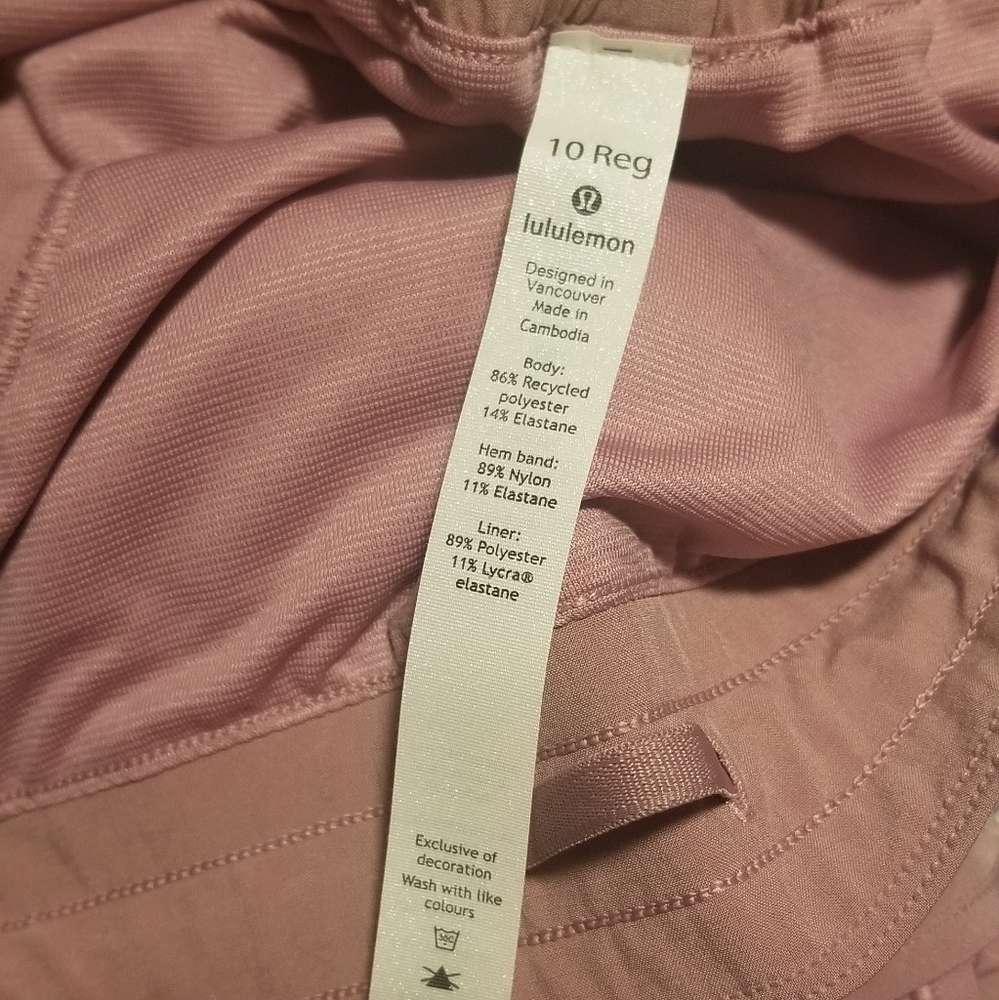 10 Reg
lululemon
Designed in
Vancouver
Made in
Cambodia
Body:
86% Recycled
polyester
14% Elastane
Hem band:
89% Nylon
11% Elastane
Liner:
89% Polyester
11% Lycra®
elastane
Exclusive of
decoration
Wash with like
colours